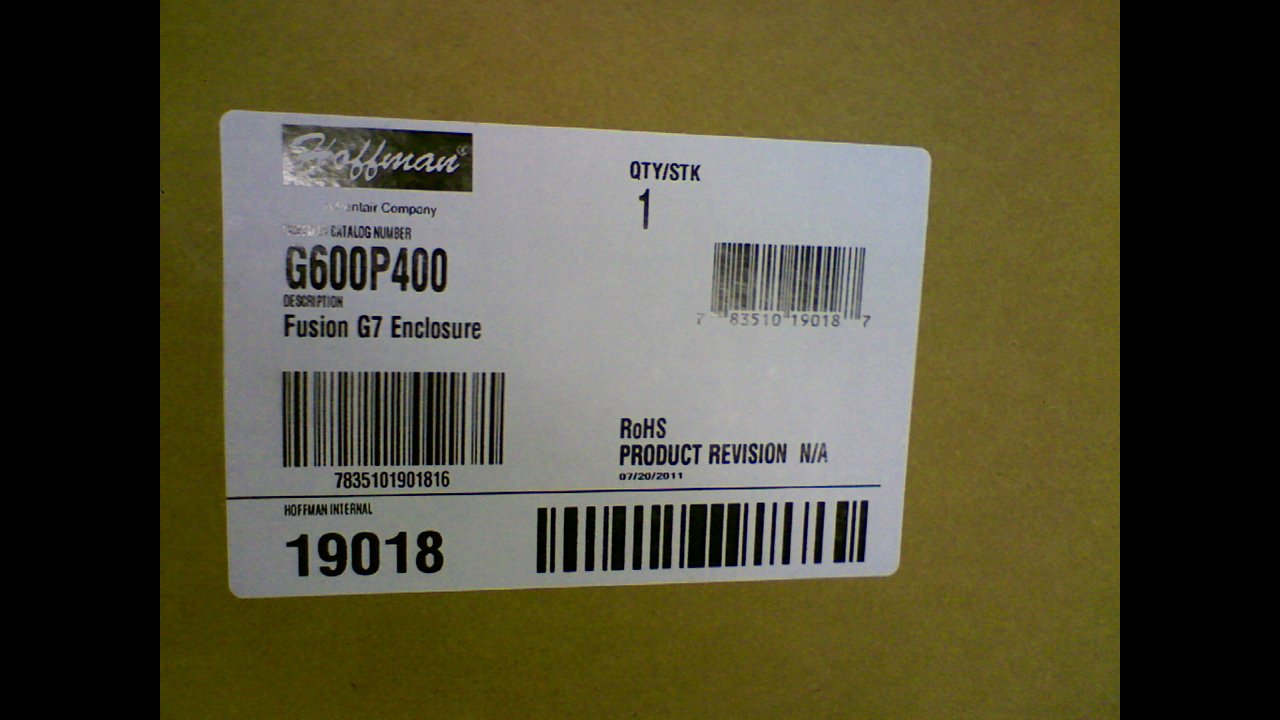 Hoffman®
A Pentair Company
CATALOG NUMBER
G600P400
DESCRIPTION
Fusion G7 Enclosure
7835101901816
QTY/STK
1
7 83510 19018 7
RoHS
PRODUCT REVISION N/A
07/20/2011
HOFFMAN INTERNAL
19018